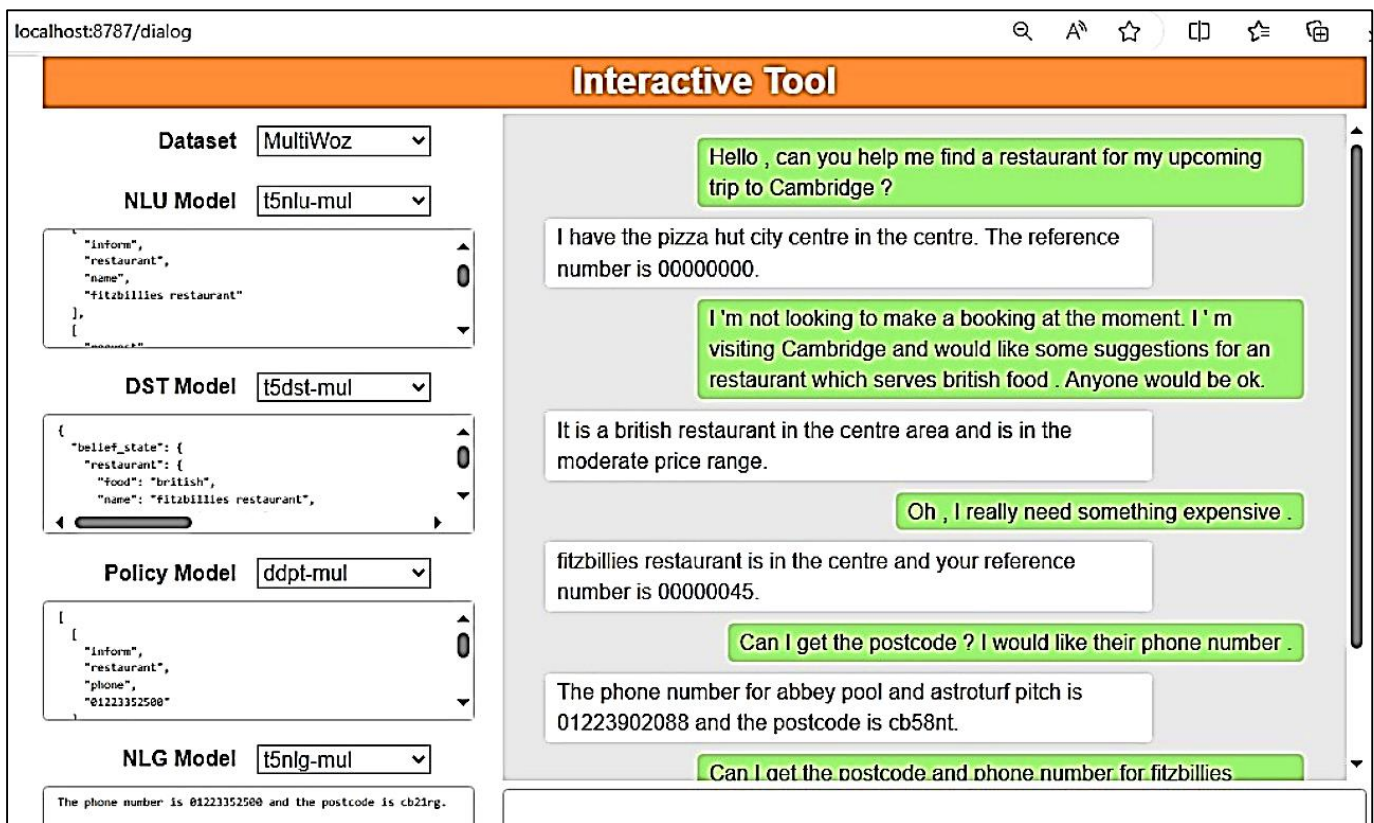 localhost:8787/dialog
Interactive Tool
Dataset
MultiWoz
NLU Model
t5nlu-mul
"inform",
"restaurant",
"name",
"fitzbillies restaurant"
],
[
DST Model
t5dst-mul
{
"belief_state": {
"restaurant": {
"food": "british",
"name": "fitzbillies restaurant",
Policy Model
ddpt-mul
[
[
"inform",
"restaurant",
"phone",
"01223352500"
NLG Model
t5nlg-mul
The phone number is 01223352500 and the postcode is cb21rg.
Hello , can you help me find a restaurant for my upcoming
trip to Cambridge ?
I have the pizza hut city centre in the centre. The reference
number is 00000000.
I 'm not looking to make a booking at the moment. I ' m
visiting Cambridge and would like some suggestions for an
restaurant which serves british food . Anyone would be ok.
It is a british restaurant in the centre area and is in the
moderate price range.
Oh , I really need something expensive .
fitzbillies restaurant is in the centre and your reference
number is 00000045.
Can I get the postcode ? I would like their phone number .
The phone number for abbey pool and astroturf pitch is
01223902088 and the postcode is cb58nt.
Can I get the postcode and phone number for fitzbillies